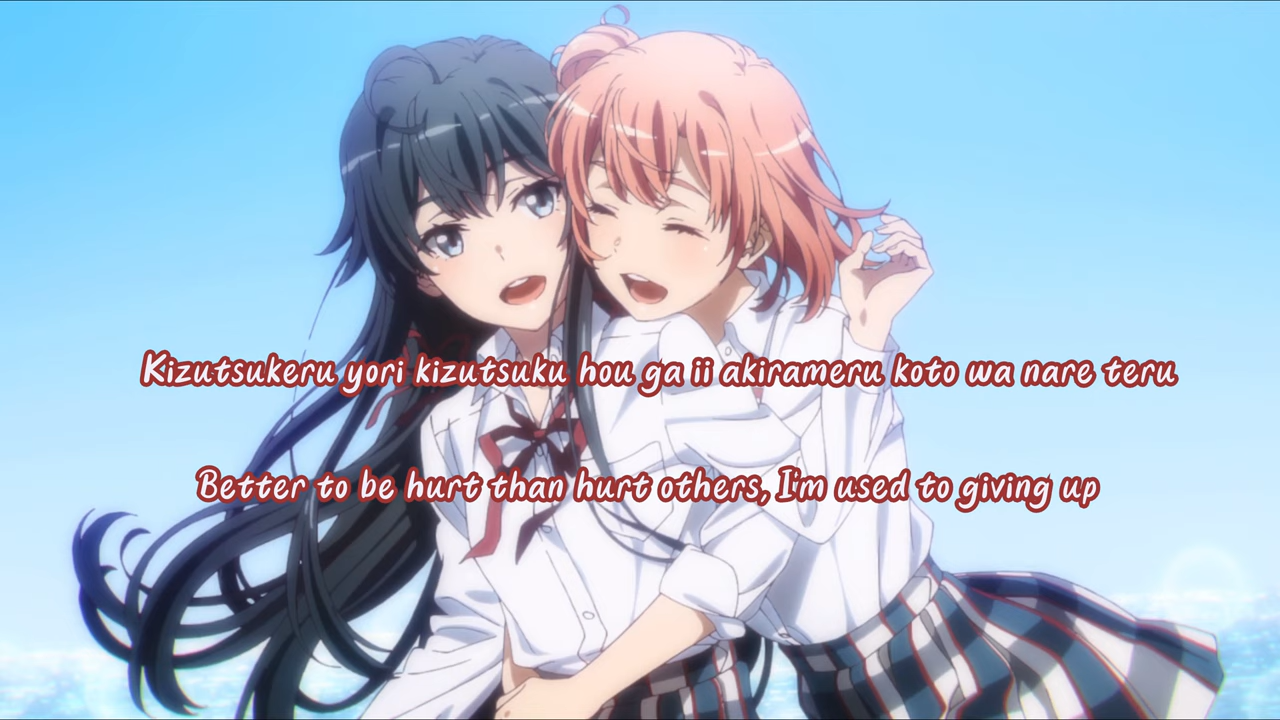 Kizutsukeru yori kizutsuku hou ga ii akirameru koto wa nare teru
Better to be hurt than hurt others, I'm used to giving up